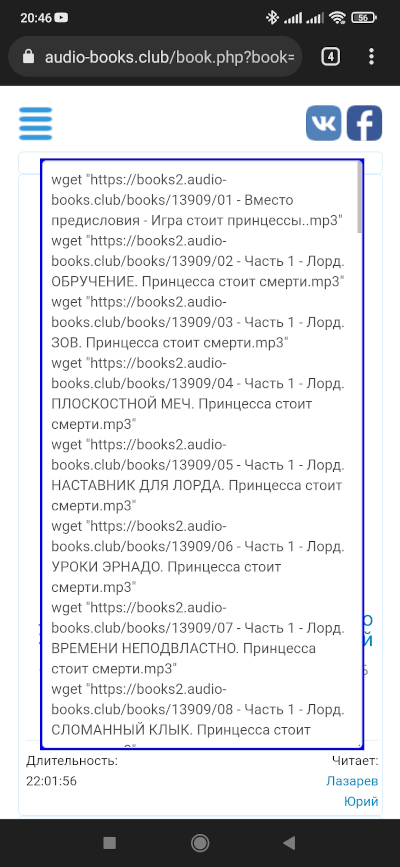 20:46
56
audio-books.club/book.php?book=
4
wget "https://books2.audio-
books.club/books/13909/01 - Вместо
предисловия - Игра стоит принцессы..mp3"
wget "https://books2.audio-
books.club/books/13909/02 - Часть 1 - Лорд.
ОБРУЧЕНИЕ. Принцесса стоит смерти.mp3"
wget "https://books2.audio-
books.club/books/13909/03 - Часть 1 - Лорд.
ЗОВ. Принцесса стоит смерти.mp3"
wget "https://books2.audio-
books.club/books/13909/04 - Часть 1 - Лорд.
ПЛОСКОСТНОЙ МЕЧ. Принцесса стоит
смерти.mp3"
wget "https://books2.audio-
books.club/books/13909/05 - Часть 1 - Лорд.
НАСТАВНИК ДЛЯ ЛОРДА. Принцесса стоит
смерти.mp3"
wget "https://books2.audio-
books.club/books/13909/06 - Часть 1 - Лорд.
УРОКИ ЭРНАДО. Принцесса стоит
смерти.mp3"
wget "https://books2.audio-
books.club/books/13909/07 - Часть 1 - Лорд.
ВРЕМЕНИ НЕПОДВЛАСТНО. Принцесса
стоит смерти.mp3"
wget "https://books2.audio-
books.club/books/13909/08 - Часть 1 - Лорд.
СЛОМАННЫЙ КЛЫК. Принцесса стоит
Длительность:
22:01:56
Читает:
Лазарев
Юрий